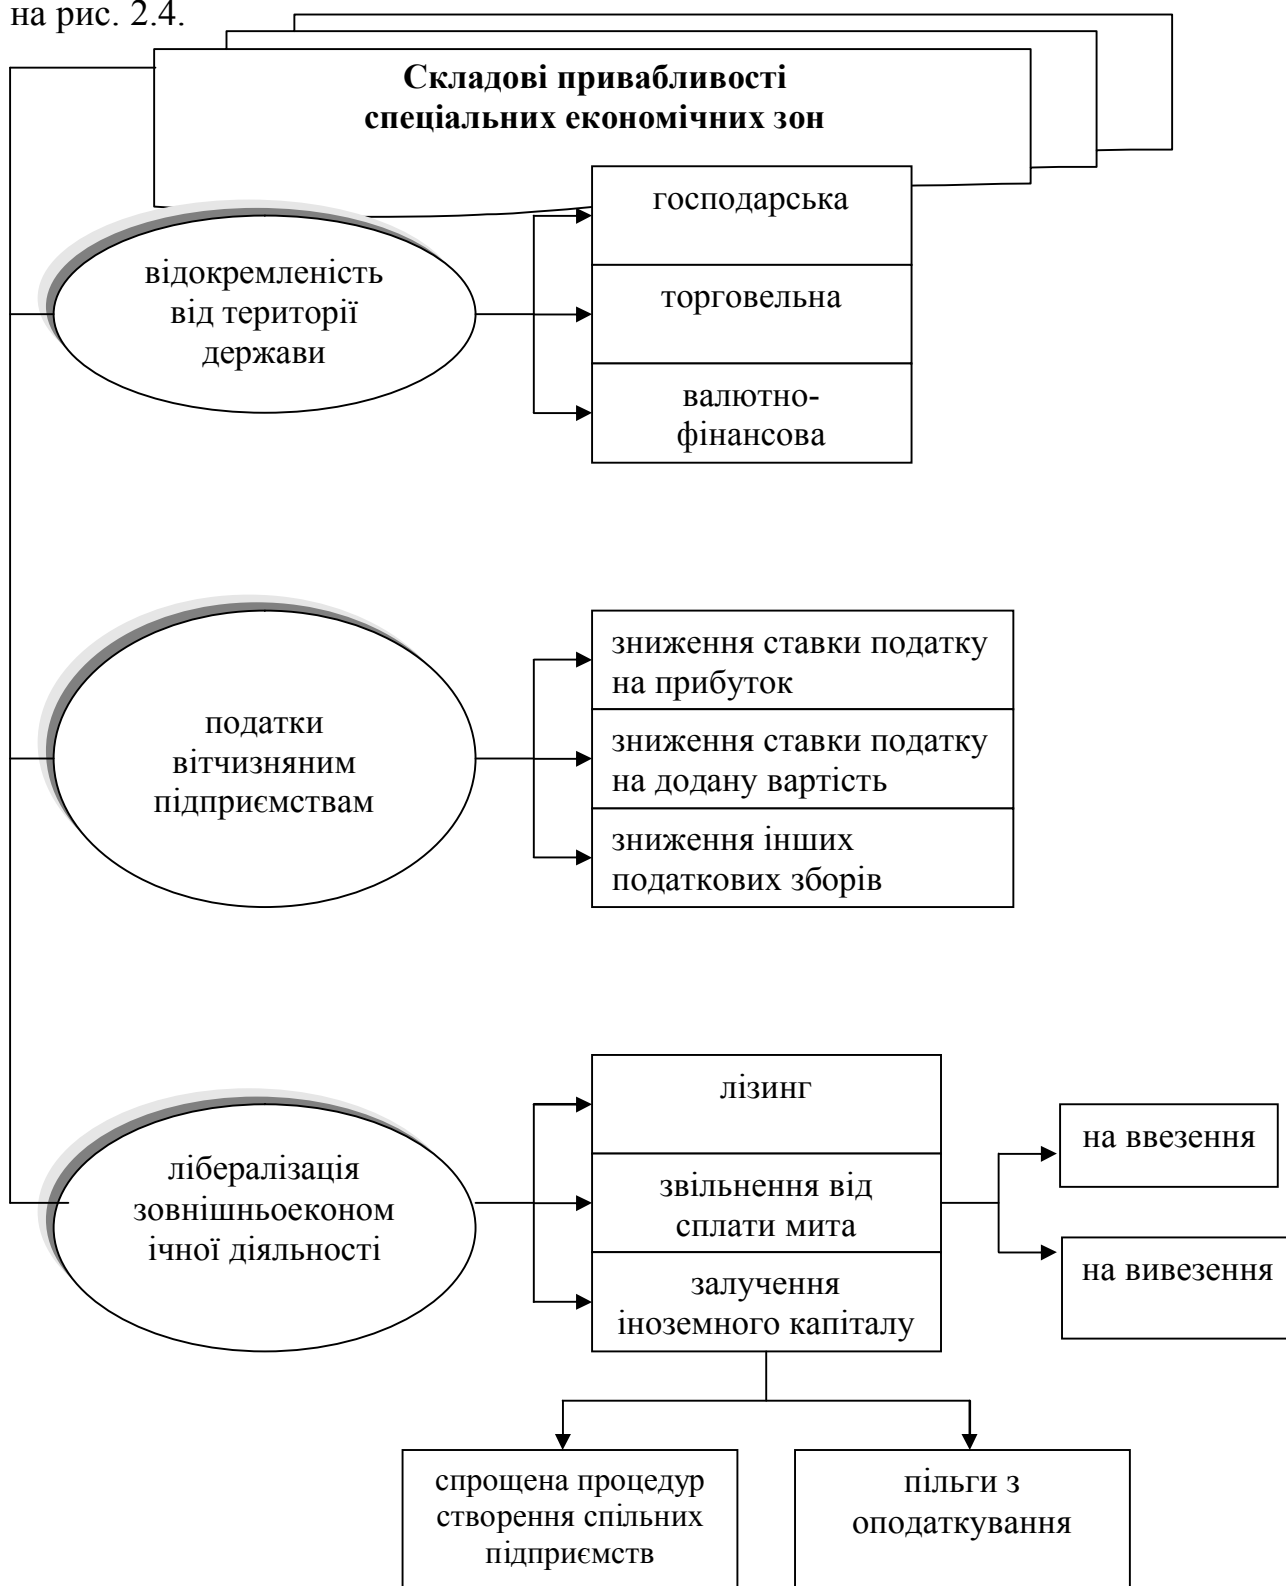 на рис. 2.4.
Складові привабливості
спеціальних економічних зон
відокремленість
від території
держави
господарська
торговельна
валютно-
фінансова
податки
вітчизняним
підприємствам
зниження ставки податку
на прибуток
зниження ставки податку
на додану вартість
зниження інших
податкових зборів
лібералізація
зовнішньоеконом
ічної діяльності
лізинг
звільнення від
сплати мита
залучення
іноземного капіталу
на ввезення
на вивезення
спрощена процедур
створення спільних
підприємств
пільги з
оподаткування